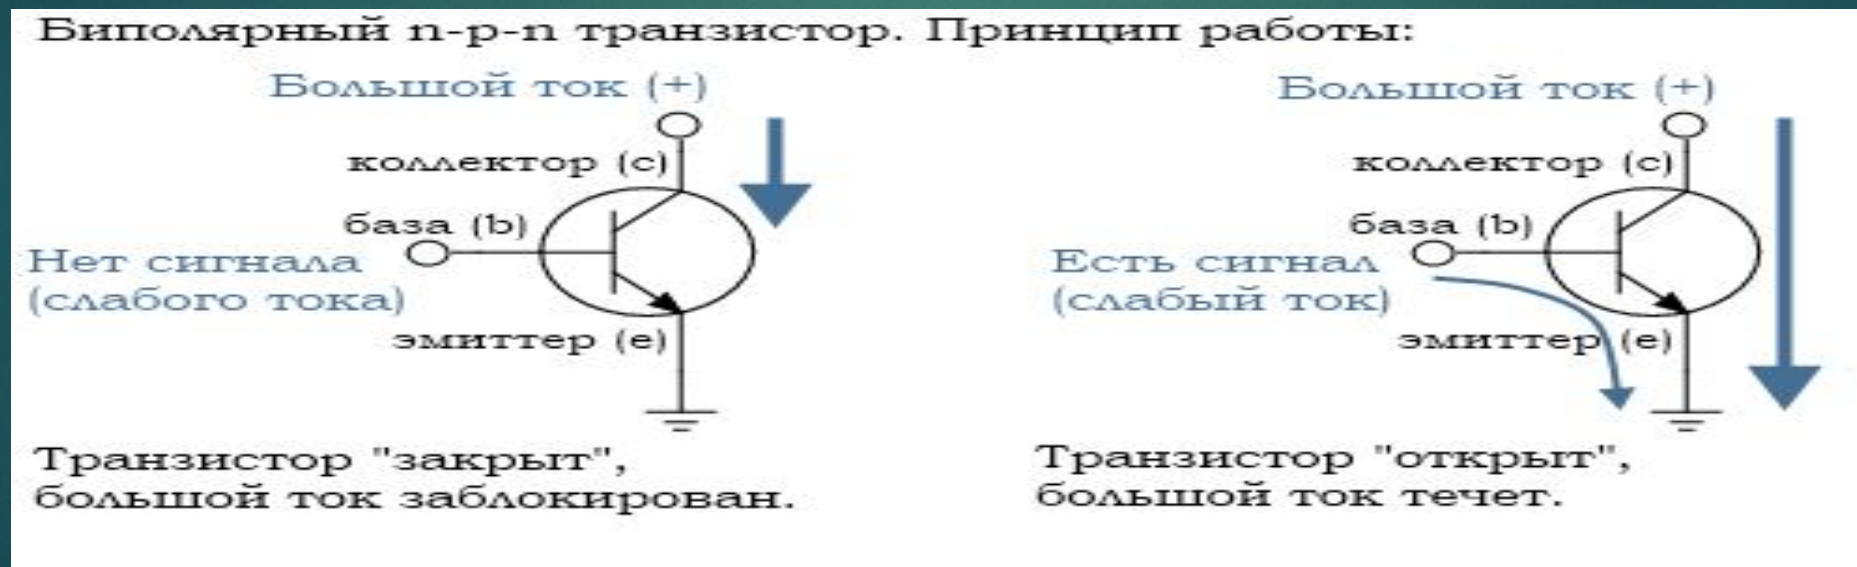 Биполярный n-p-n транзистор. Принцип работы:
Большой ток (+)
коллектор (c)
база (b)
Нет сигнала
(слабого тока)
эмиттер (e)
Транзистор "закрыт",
большой ток заблокирован.
Большой ток (+)
коллектор (c)
база (b)
Есть сигнал
(слабый ток)
эмиттер (e)
Транзистор "открыт",
большой ток течет.